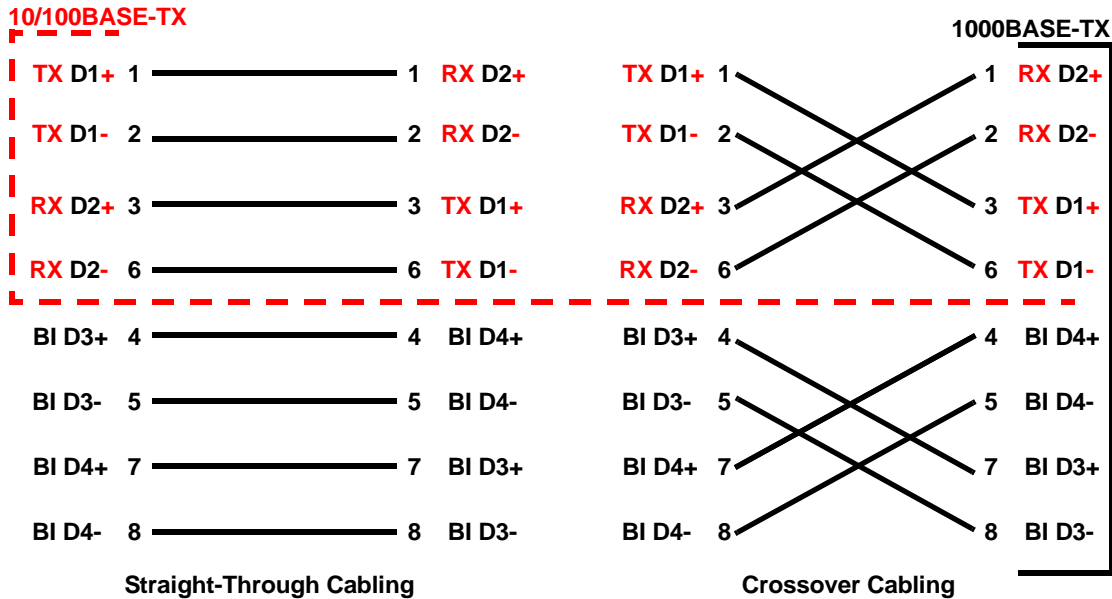 10/100BASE-TX
1000BASE-TX
TX D1+ 1 1 RX D2+ TX D1+ 1 1 RX D2+
TX D1- 2 2 RX D2- TX D1- 2 2 RX D2-
RX D2+ 3 3 TX D1+ RX D2+ 3 3 TX D1+
RX D2- 6 6 TX D1- RX D2- 6 6 TX D1-
BI D3+ 4 4 BI D4+ BI D3+ 4 4 BI D4+
BI D3- 5 5 BI D4- BI D3- 5 5 BI D4-
BI D4+ 7 7 BI D3+ BI D4+ 7 7 BI D3+
BI D4- 8 8 BI D3- BI D4- 8 8 BI D3-
Straight-Through Cabling Crossover Cabling